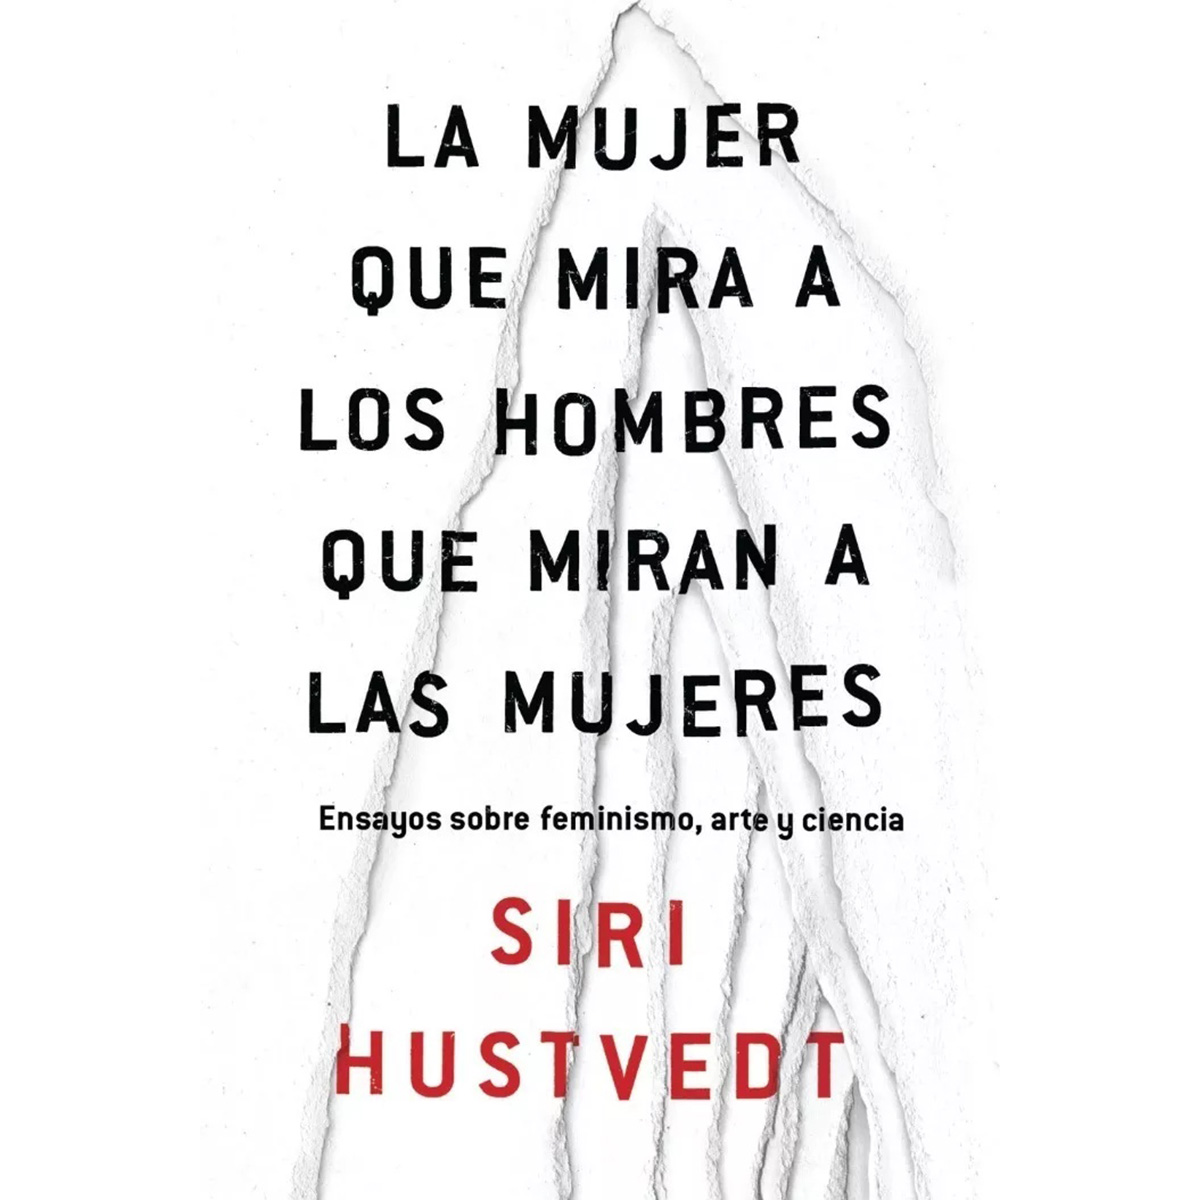 LA MUJER
QUE MIRA A
LOS HOMBRES
QUE MIRAN A
LAS MUJERES
Ensayos sobre feminismo, arte y ciencia
SIRI
HUSTVEDT